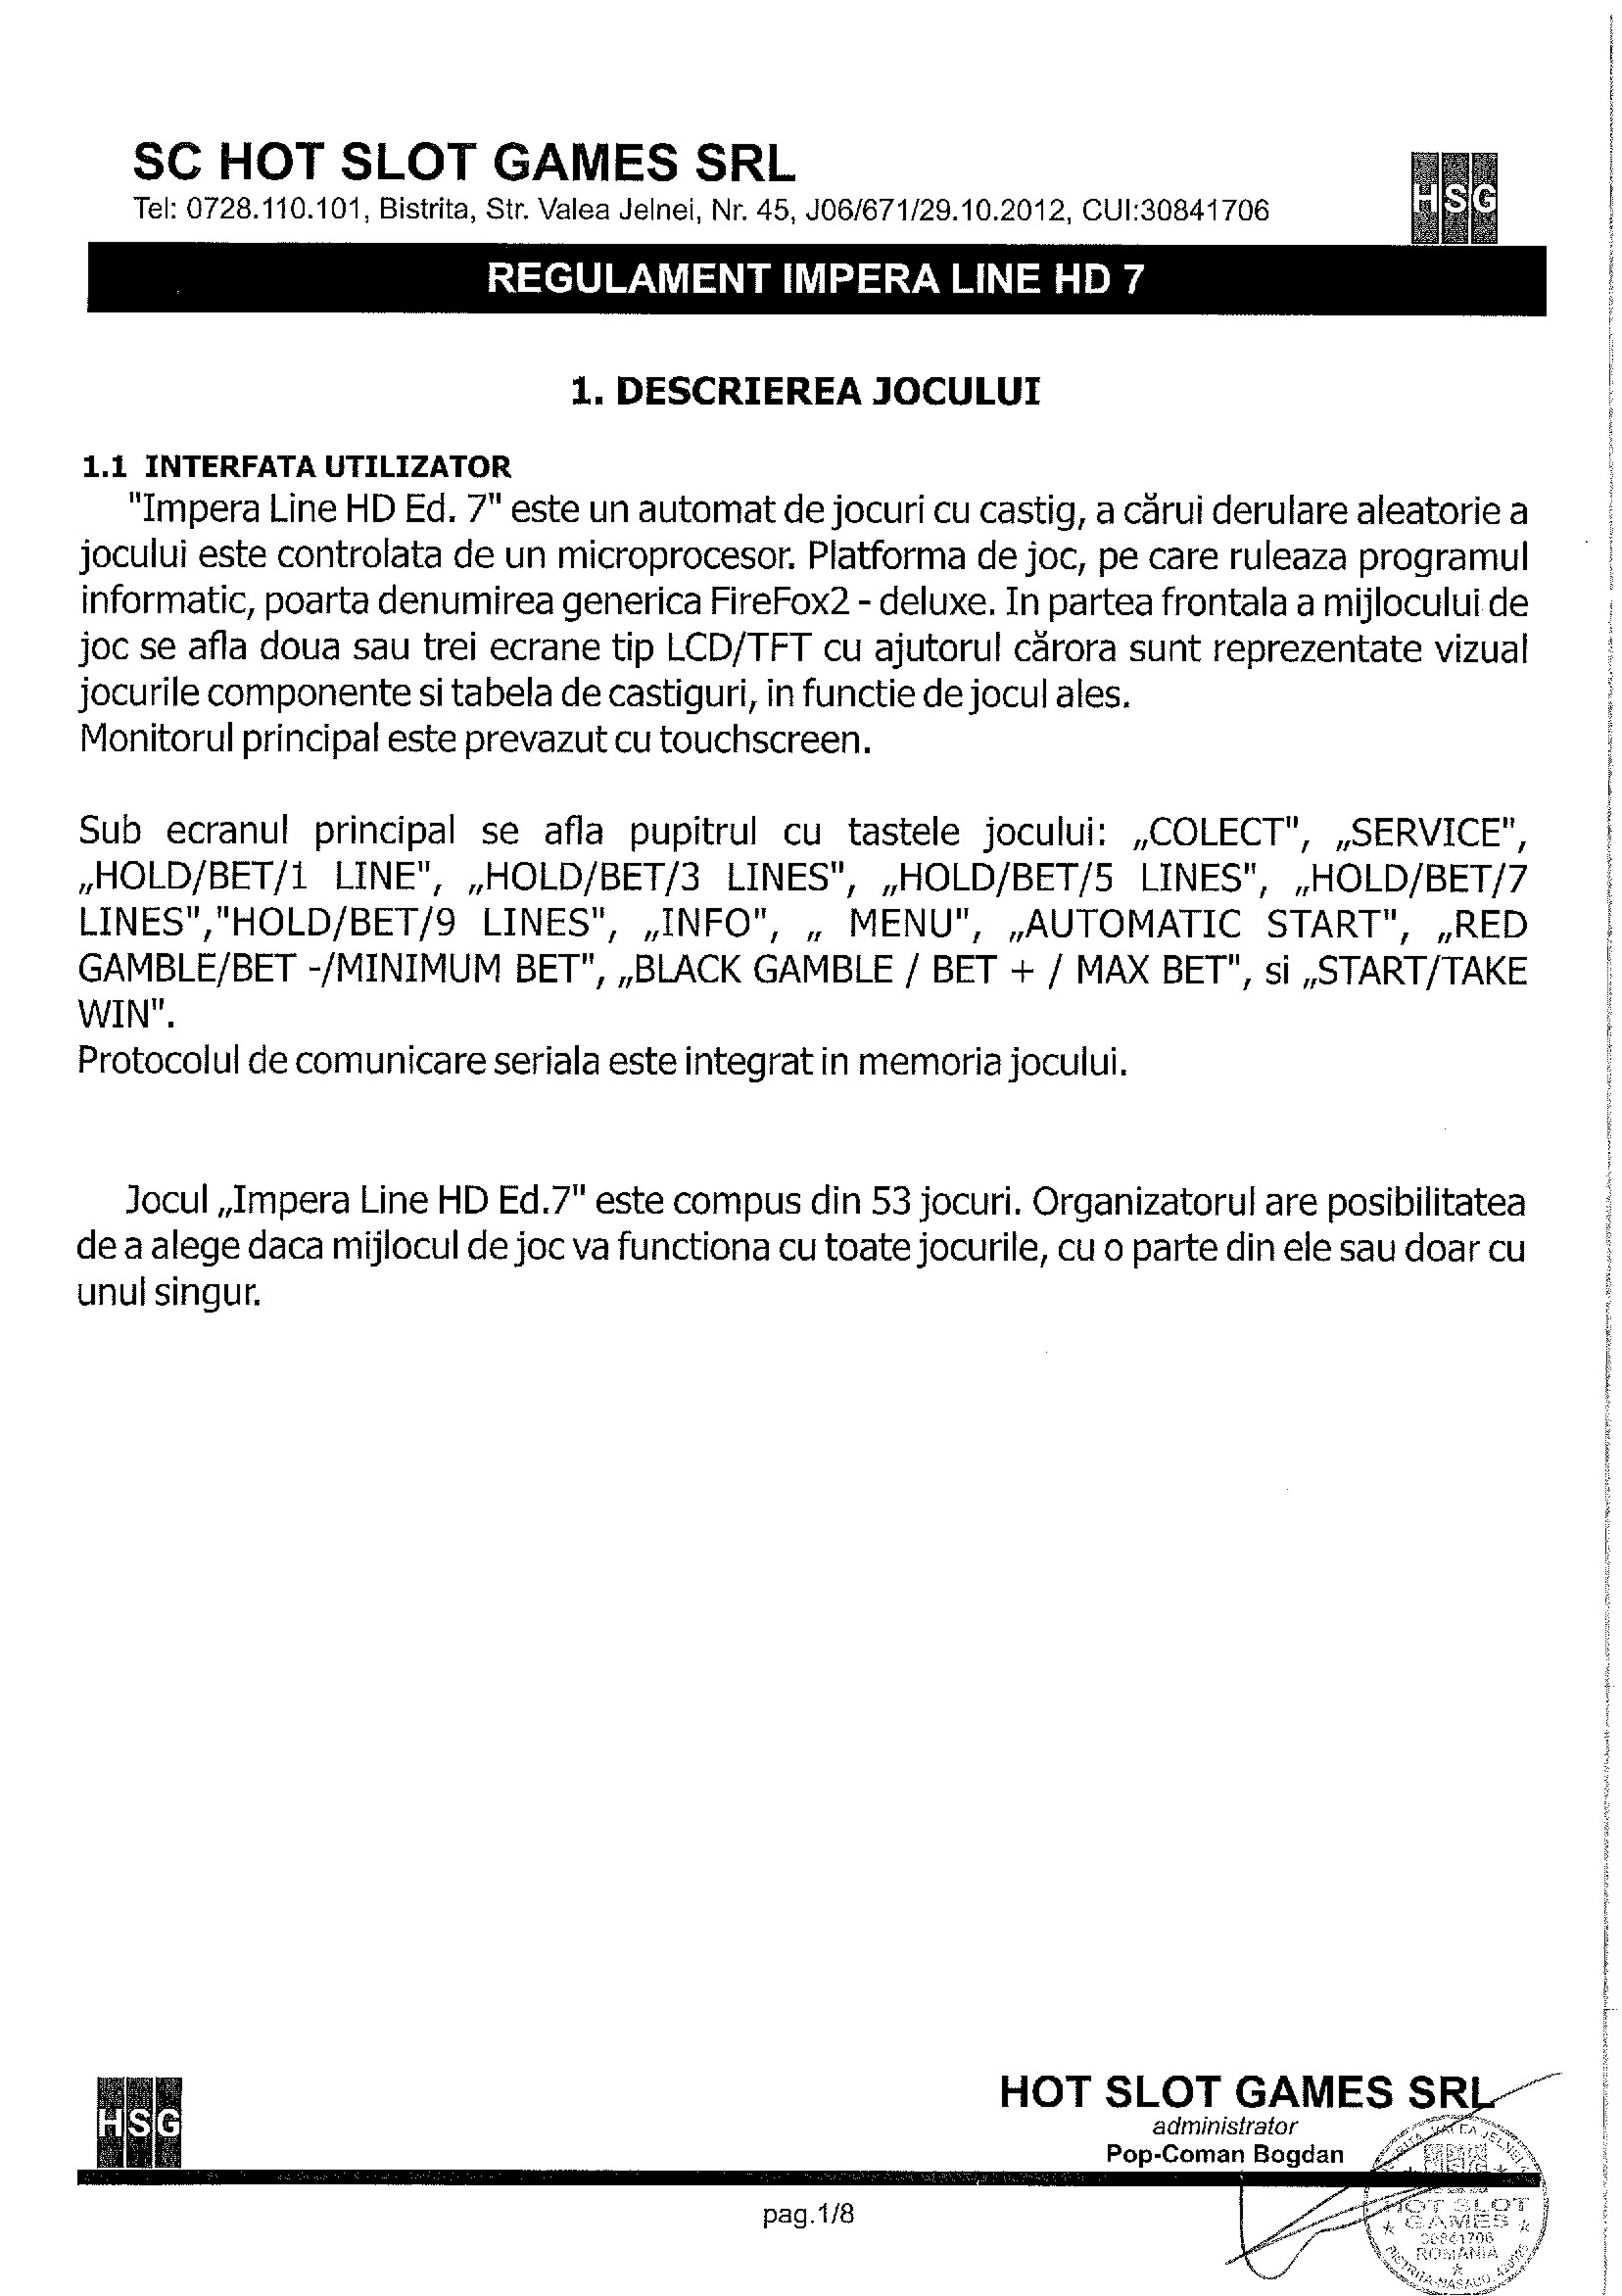 SC HOT SLOT GAMES SRL
Tel: 0728.110.101, Bistrita, Str. Valea Jelnei, Nr. 45, J06/671/29.10.2012, CUI:30841706
HSG
REGULAMENT IMPERA LINE HD 7
1. DESCRIEREA JOCULUI
1.1 INTERFATA UTILIZATOR
"Impera Line HD Ed. 7" este un automat de jocuri cu castig, a cărui derulare aleatorie a
jocului este controlata de un microprocesor. Platforma de joc, pe care ruleaza programul
informatic, poarta denumirea generica FireFox2 - deluxe. In partea frontala a mijlocului de
joc se afla doua sau trei ecrane tip LCD/TFT cu ajutorul cărora sunt reprezentate vizual
jocurile componente si tabela de castiguri, in functie de jocul ales.
Monitorul principal este prevazut cu touchscreen.
Sub ecranul principal se afla pupitrul cu tastele jocului: „COLECT", „SERVICE",
„HOLD/BET/1 LINE", „HOLD/BET/3 LINES", „HOLD/BET/5 LINES", „HOLD/BET/7
LINES","HOLD/BET/9 LINES", „INFO", „ MENU", „AUTOMATIC START", „RED
GAMBLE/BET -/MINIMUM BET", „BLACK GAMBLE / BET + / MAX BET", si „START/TAKE
WIN".
Protocolul de comunicare seriala este integrat in memoria jocului.
Jocul „Impera Line HD Ed.7" este compus din 53 jocuri. Organizatorul are posibilitatea
de a alege daca mijlocul de joc va functiona cu toate jocurile, cu o parte din ele sau doar cu
unul singur.
HSG
HOT SLOT GAMES SRL
administrator
Pop-Coman Bogdan
pag.1/8
HOT SLOT
GAMES
30841706
ROMANIA